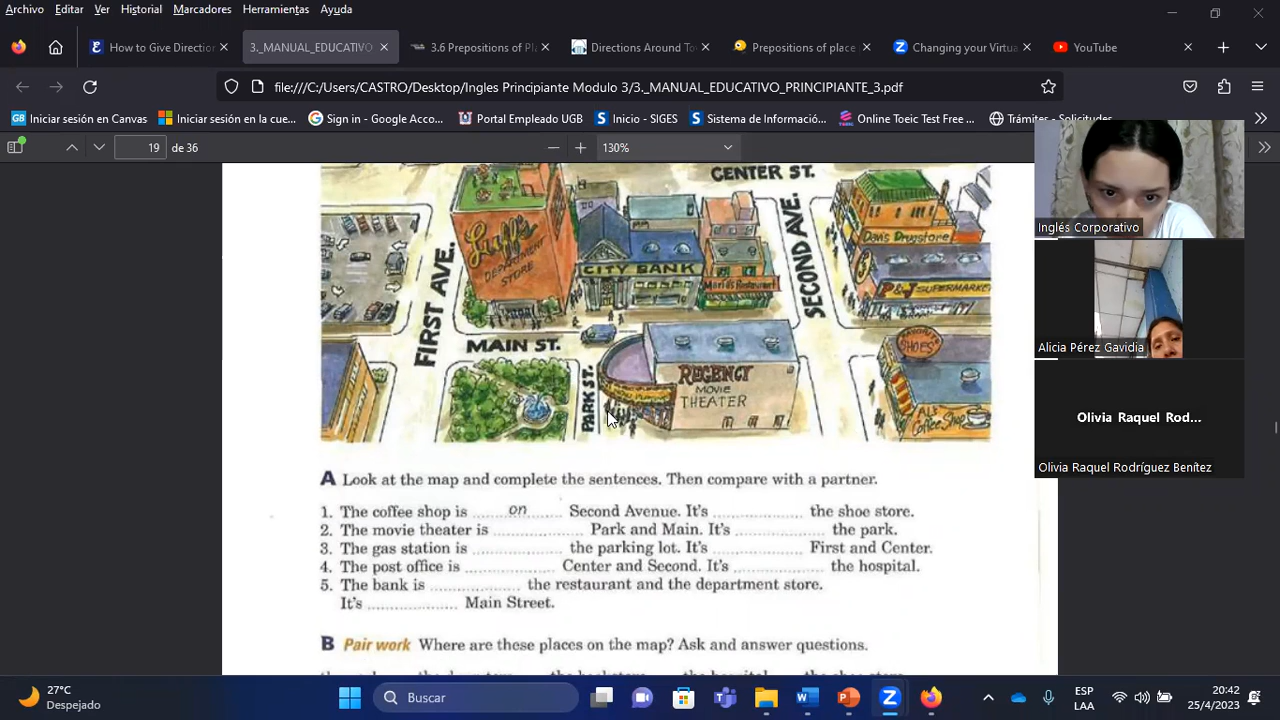 Archivo Editar Ver Historial Marcadores Herramientas Ayuda
How to Give Direction
3._MANUAL_EDUCATIVO
3.6 Prepositions of Pl
Directions Around To
Prepositions of place
Changing your Virtua
YouTube
file:///C:/Users/CASTRO/Desktop/Ingles Principiante Modulo 3/3._MANUAL_EDUCATIVO_PRINCIPIANTE_3.pdf
Iniciar sesión en Canvas
Iniciar sesión en la cue...
Sign in - Google Acco...
Portal Empleado UGB
Inicio - SIGES
Sistema de Informació...
Online Toeic Test Free ...
Trámites - Solicitudes
19 de 36
130%
CENTER ST.
FIRST AVE.
Luff's
DEPARTMENT
STORE
CITY BANK
Maria's Restaurant
SECOND AVE.
Dan's Drugstore
P&J SUPERMARKET
MAIN ST.
PARK ST.
REGENCY
MOVIE
THEATER
SHOES
AL'S
Coffee Shop
A Look at the map and complete the sentences. Then compare with a partner.
1. The coffee shop is ......on...... Second Avenue. It's .................. the shoe store.
2. The movie theater is .................. Park and Main. It's .................. the park.
3. The gas station is .................. the parking lot. It's .................. First and Center.
4. The post office is .................. Center and Second. It's .................. the hospital.
5. The bank is .................. the restaurant and the department store.
It's .................. Main Street.
B Pair work Where are these places on the map? Ask and answer questions.
Inglés Corporativo
Alicia Pérez Gavidia
Olivia Raquel Rod...
Olivia Raquel Rodríguez Benítez
27°C
Despejado
Buscar
ESP
LAA
20:42
25/4/2023